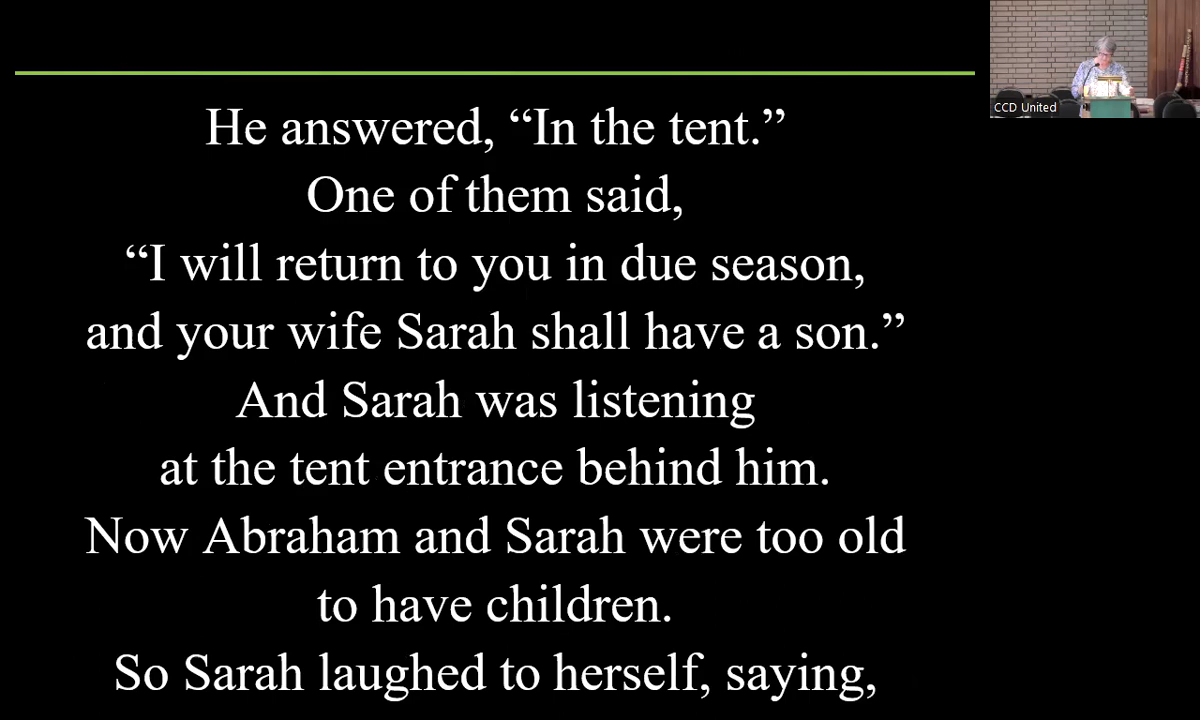 He answered, “In the tent.”
One of them said,
“I will return to you in due season,
and your wife Sarah shall have a son.”
And Sarah was listening
at the tent entrance behind him.
Now Abraham and Sarah were too old
to have children.
So Sarah laughed to herself, saying,
CCD United